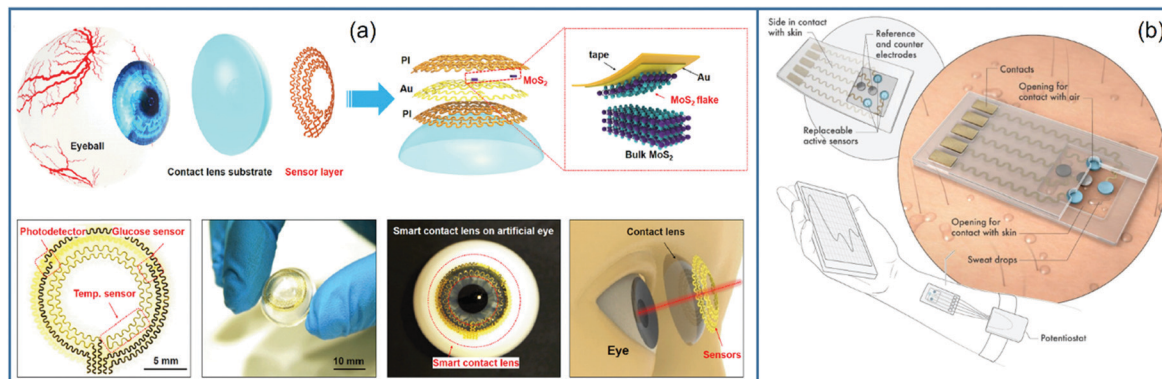 (a)
Eyeball
Contact lens substrate
Sensor layer
PI
Au
PI
MoS2
tape
Au
MoS2 flake
Bulk MoS2
Photodetector
Glucose sensor
Temp. sensor
5 mm
10 mm
Smart contact lens on artificial eye
Smart contact lens
Contact lens
Eye
Sensors
(b)
Side in contact
with skin
Reference
and counter
electrodes
Replaceable
active sensors
Contacts
Opening for
contact with air
Opening for
contact with skin
Sweat drops
Potentiostat